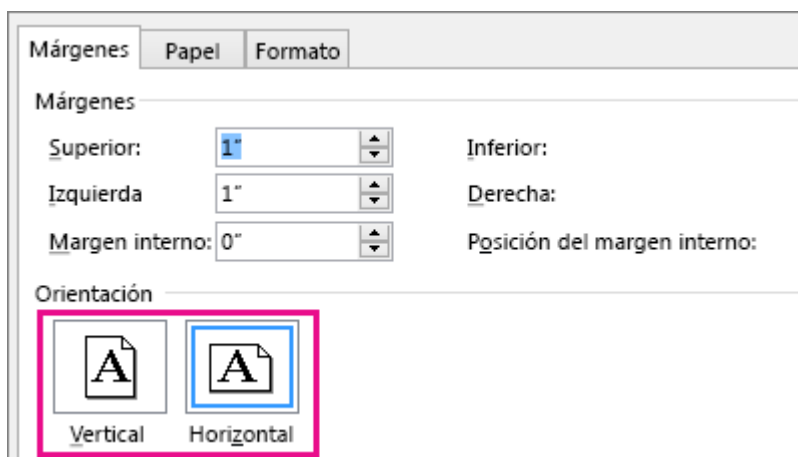 Márgenes Papel Formato
Márgenes
Superior: 1" Inferior:
Izquierda 1" Derecha:
Margen interno: 0" Posición del margen interno:
Orientación
A A
Vertical Horizontal